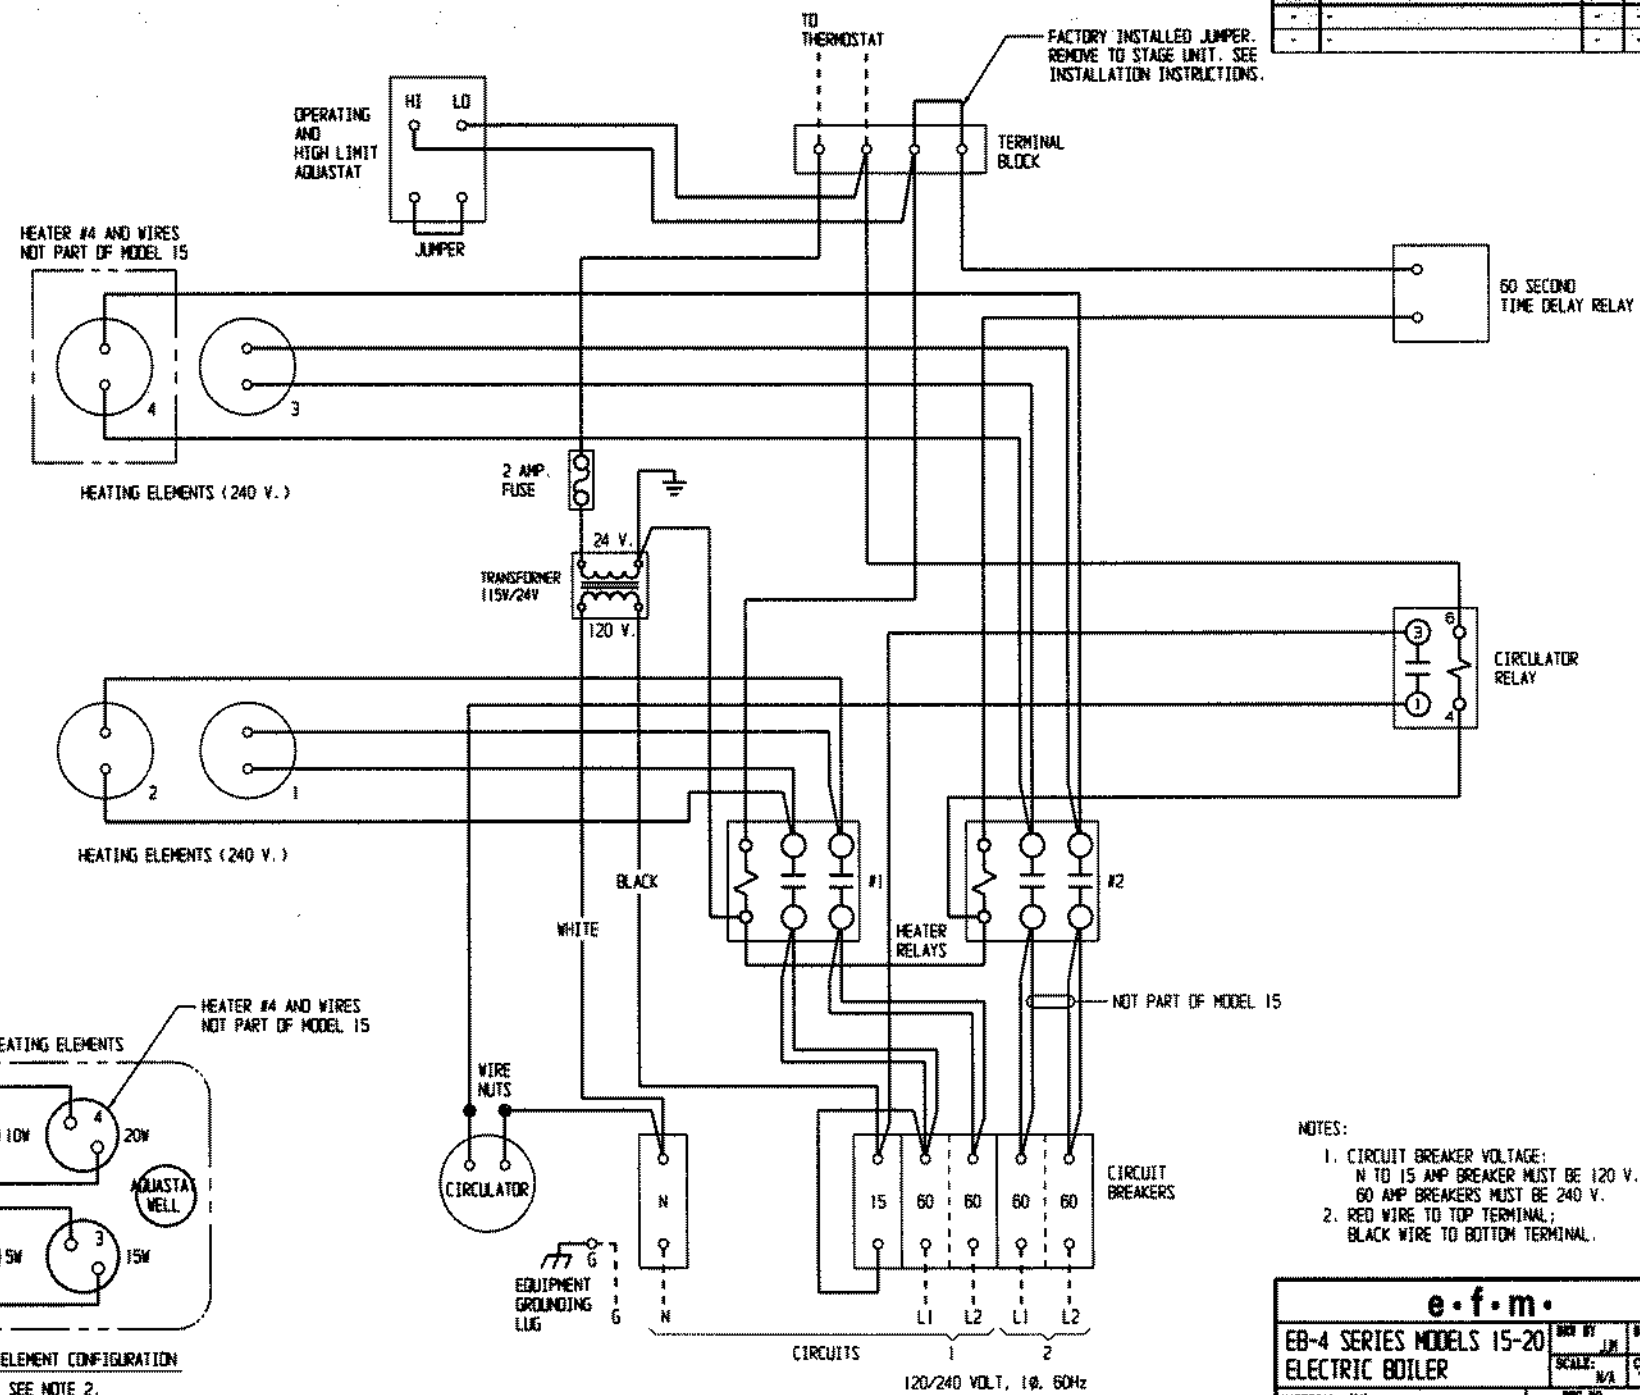 TO
THERMOSTAT
FACTORY INSTALLED JUMPER.
REMOVE TO STAGE UNIT. SEE
INSTALLATION INSTRUCTIONS.
HI LO
OPERATING
AND
HIGH LIMIT
AQUASTAT
JUMPER
TERMINAL
BLOCK
HEATER #4 AND WIRES
NOT PART OF MODEL 15
60 SECOND
TIME DELAY RELAY
4
3
HEATING ELEMENTS (240 V.)
2 AMP.
FUSE
24 V.
TRANSFORMER
115V/24V
120 V.
3
6
1
4
CIRCULATOR
RELAY
2
1
HEATING ELEMENTS (240 V.)
BLACK
WHITE
#1
#2
HEATER
RELAYS
NOT PART OF MODEL 15
HEATER #4 AND WIRES
NOT PART OF MODEL 15
EATING ELEMENTS
10W
4
20W
AQUASTAT
WELL
5W
3
15W
ELEMENT CONFIGURATION
SEE NOTE 2.
WIRE
NUTS
CIRCULATOR
N
15 60 60 60 60
CIRCUIT
BREAKERS
G
EQUIPMENT
GROUNDING
LUG
G
N
L1 L2 L1 L2
CIRCUITS 1 2
120/240 VOLT, 1Ø, 60Hz
NOTES:
1. CIRCUIT BREAKER VOLTAGE:
N TO 15 AMP BREAKER MUST BE 120 V.
60 AMP BREAKERS MUST BE 240 V.
2. RED WIRE TO TOP TERMINAL;
BLACK WIRE TO BOTTOM TERMINAL.
e·f·m·
EB-4 SERIES MODELS 15-20
ELECTRIC BOILER
BY
JM
SCALE:
N/A